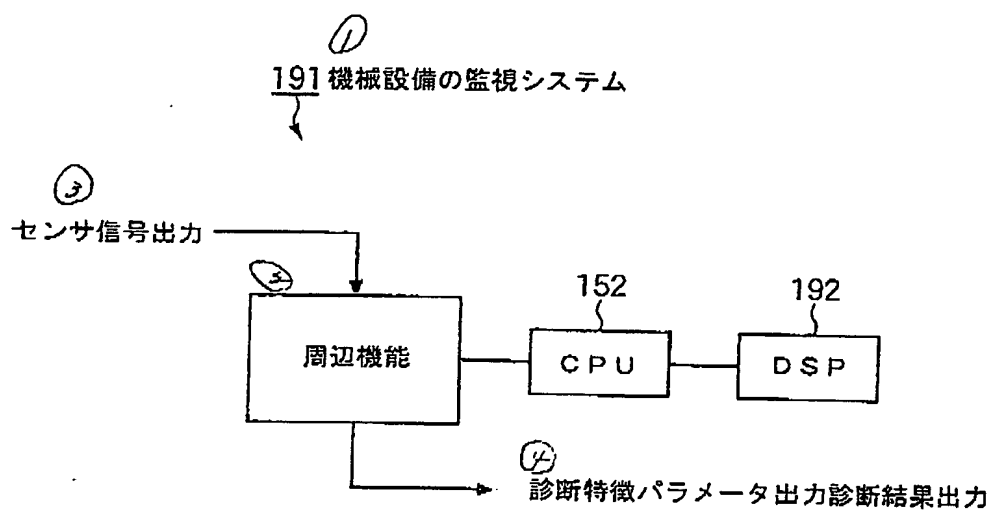 ①
191 機械設備の監視システム
③
センサ信号出力
周辺機能
152
CPU
192
DSP
④
診断特徴パラメータ出力診断結果出力